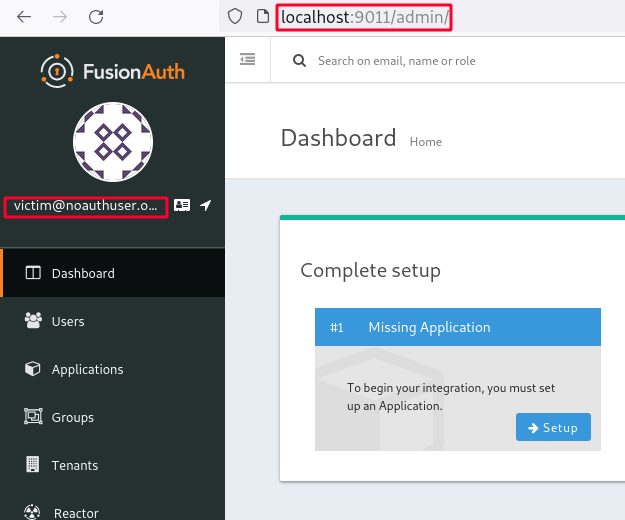 localhost:9011/admin/
FusionAuth
Search on email, name or role
Dashboard Home
victim@noauthuser.o...
Dashboard
Users
Applications
Groups
Tenants
Reactor
Complete setup
#1 Missing Application
To begin your integration, you must set
up an Application.
Setup